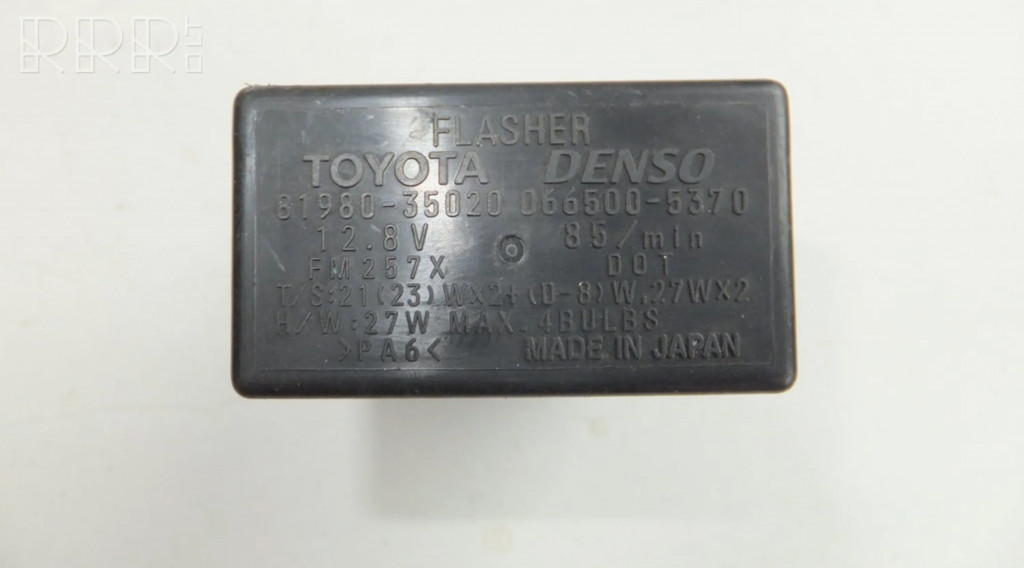 RRR.LT
FLASHER
TOYOTA DENSO
81980-35020 066500-5370
12.8V 85/min
FM257X DOT
T/S:21(23)WX2+(0-8)W.27WX2
H/W:27W MAX.4BULBS
>PA6< MADE IN JAPAN